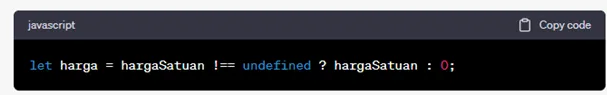 javascript
Copy code
let harga = hargaSatuan !== undefined ? hargaSatuan : 0;